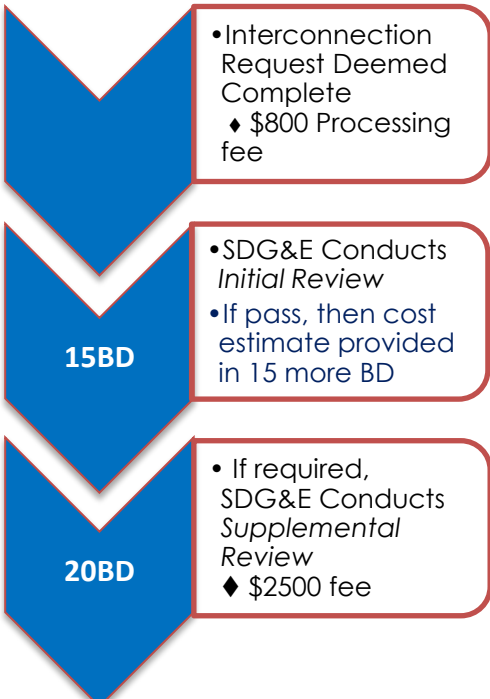 •Interconnection
Request Deemed
Complete
♦ $800 Processing
fee
15BD
•SDG&E Conducts
Initial Review
•If pass, then cost
estimate provided
in 15 more BD
20BD
• If required,
SDG&E Conducts
Supplemental
Review
♦ $2500 fee